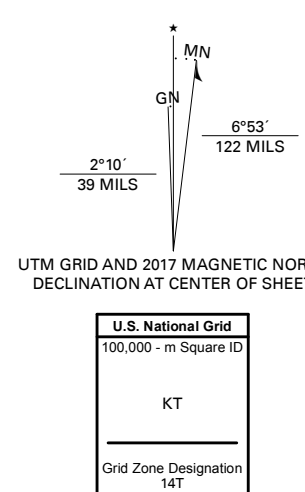 ★
MN
GN
6°53´
122 MILS
2°10´
39 MILS
UTM GRID AND 2017 MAGNETIC NOR
DECLINATION AT CENTER OF SHEET
U.S. National Grid
100,000 - m Square ID
KT
Grid Zone Designation
14T